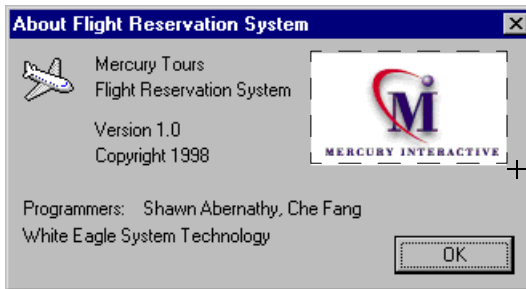 About Flight Reservation System
Mercury Tours
Flight Reservation System
Version 1.0
Copyright 1998
M
MERCURY INTERACTIVE
Programmers: Shawn Abernathy, Che Fang
White Eagle System Technology
OK